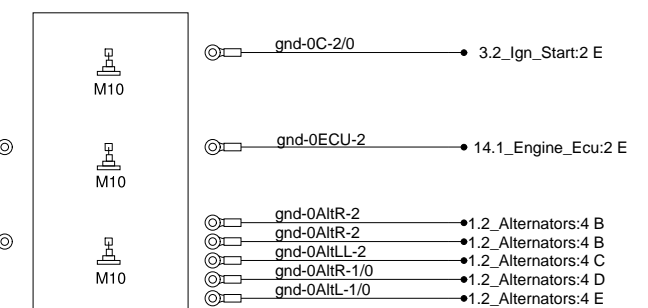 gnd-0C-2/0 3.2_Ign_Start:2 E
M10
gnd-0ECU-2 14.1_Engine_Ecu:2 E
M10
gnd-0AltR-2 1.2_Alternators:4 B
gnd-0AltR-2 1.2_Alternators:4 B
gnd-0AltLL-2 1.2_Alternators:4 C
gnd-0AltR-1/0 1.2_Alternators:4 D
M10
gnd-0AltL-1/0 1.2_Alternators:4 E